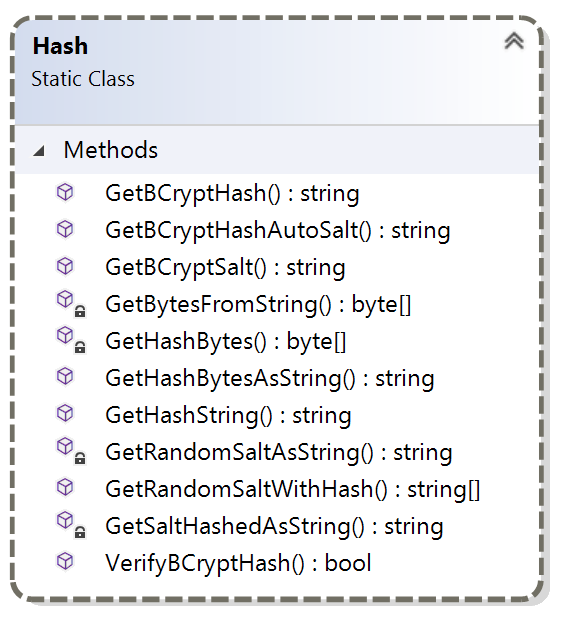 Hash
Static Class
Methods
GetBCryptHash() : string
GetBCryptHashAutoSalt() : string
GetBCryptSalt() : string
GetBytesFromString() : byte[]
GetHashBytes() : byte[]
GetHashBytesAsString() : string
GetHashString() : string
GetRandomSaltAsString() : string
GetRandomSaltWithHash() : string[]
GetSaltHashedAsString() : string
VerifyBCryptHash() : bool